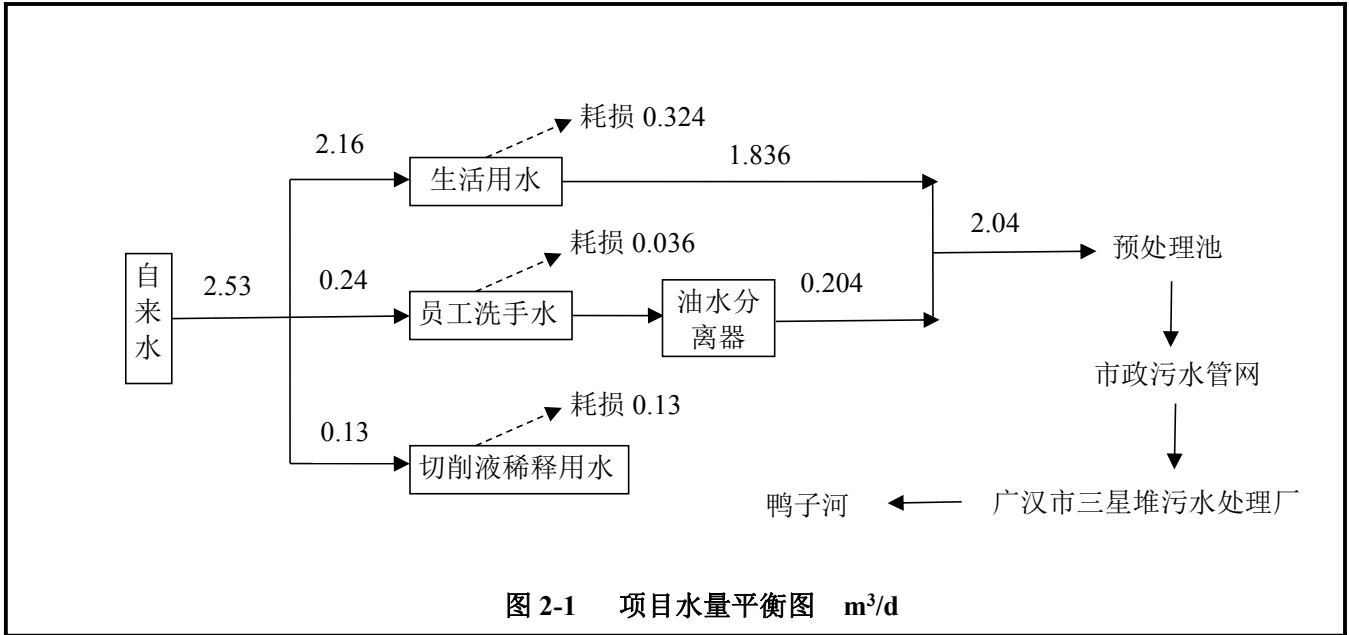 耗损 0.324
2.16
1.836
生活用水
2.04
耗损 0.036
预处理池
自来水
2.53
0.24
0.204
员工洗手水
油水分
离器
市政污水管网
耗损 0.13
0.13
切削液稀释用水
鸭子河
广汉市三星堆污水处理厂
图 2-1 项目水量平衡图 m³/d